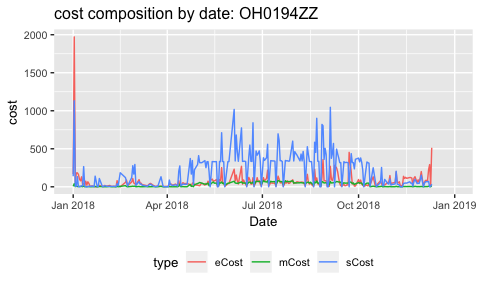 cost composition by date: OH0194ZZ
2000
1500
1000
500
0
cost
Jan 2018 Apr 2018 Jul 2018 Oct 2018 Jan 2019
Date
type eCost mCost sCost